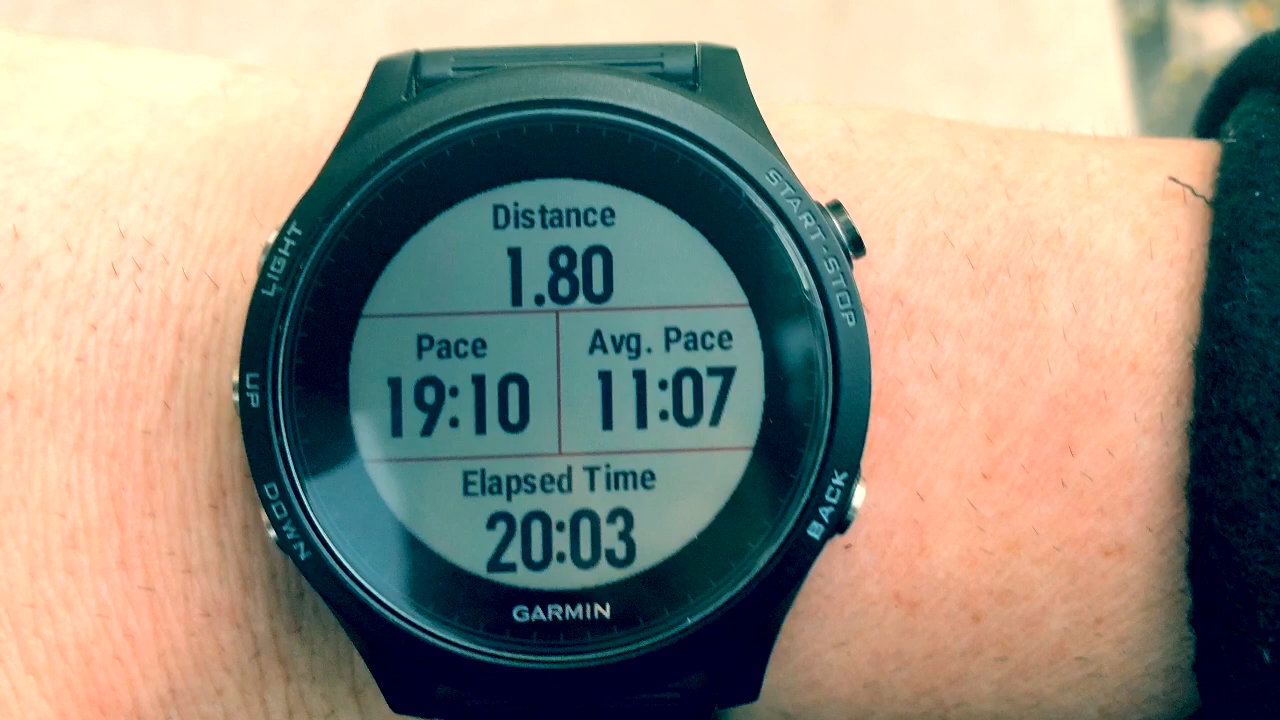 START·STOP
LIGHT
Distance
1.80
Pace
Avg. Pace
19:10
11:07
UP
Elapsed Time
20:03
DOWN
BACK
GARMIN